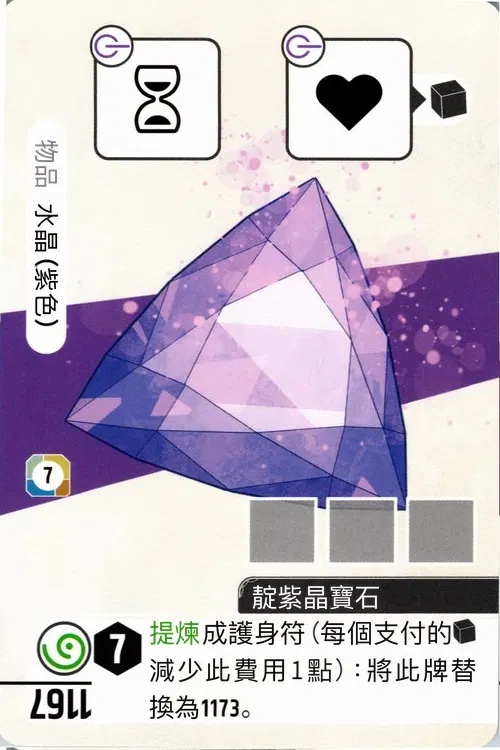 物品 水晶(紫色)
7
靛紫晶寶石
7
提煉成護身符(每個支付的
減少此費用1點):將此牌替
換為1173。
1167